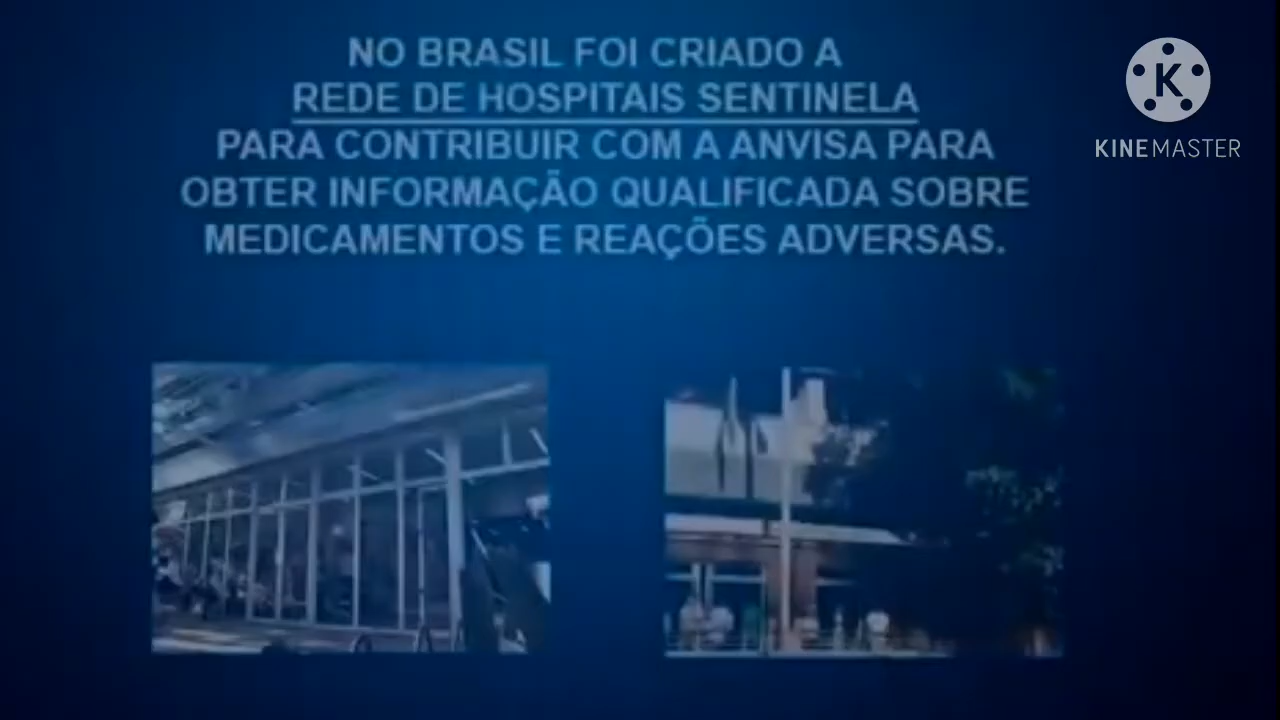 NO BRASIL FOI CRIADO A
REDE DE HOSPITAIS SENTINELA
PARA CONTRIBUIR COM A ANVISA PARA
OBTER INFORMAÇÃO QUALIFICADA SOBRE
MEDICAMENTOS E REAÇÕES ADVERSAS.
K
KINEMASTER